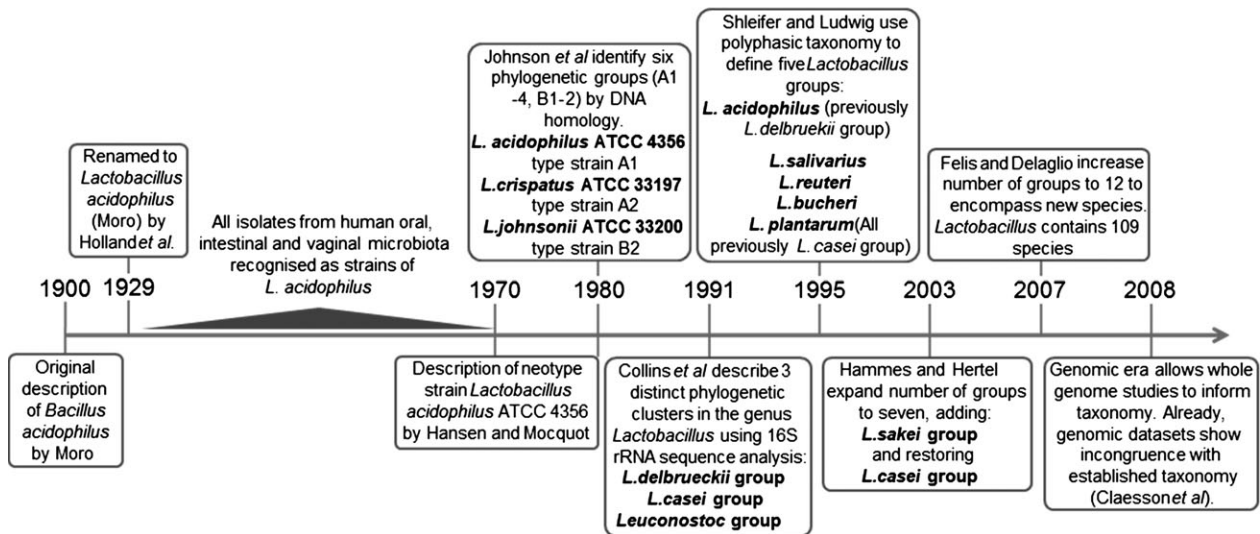 Renamed to
Lactobacillus
acidophilus
(Moro) by
Holland et al.
All isolates from human oral,
intestinal and vaginal microbiota
recognised as strains of
L. acidophilus
Johnson et al identify six
phylogenetic groups (A1
-4, B1-2) by DNA
homology.
L. acidophilus ATCC 4356
type strain A1
L.crispatus ATCC 33197
type strain A2
L.johnsonii ATCC 33200
type strain B2
Shleifer and Ludwig use
polyphasic taxonomy to
define five Lactobacillus
groups:
L. acidophilus (previously
L.delbruekii group)
L.salivarius
L.reuteri
L.bucheri
L. plantarum(All
previously L. casei group)
Felis and Delaglio increase
number of groups to 12 to
encompass new species.
Lactobacillus contains 109
species
1900 1929 1970 1980 1991 1995 2003 2007 2008
Original
description
of Bacillus
acidophilus
by Moro
Description of neotype
strain Lactobacillus
acidophilus ATCC 4356
by Hansen and Mocquot
Collins et al describe 3
distinct phylogenetic
clusters in the genus
Lactobacillus using 16S
rRNA sequence analysis:
L.delbrueckii group
L.casei group
Leuconostoc group
Hammes and Hertel
expand number of groups
to seven, adding:
L.sakei group
and restoring
L.casei group
Genomic era allows whole
genome studies to inform
taxonomy. Already,
genomic datasets show
incongruence with
established taxonomy
(Claesson et al).